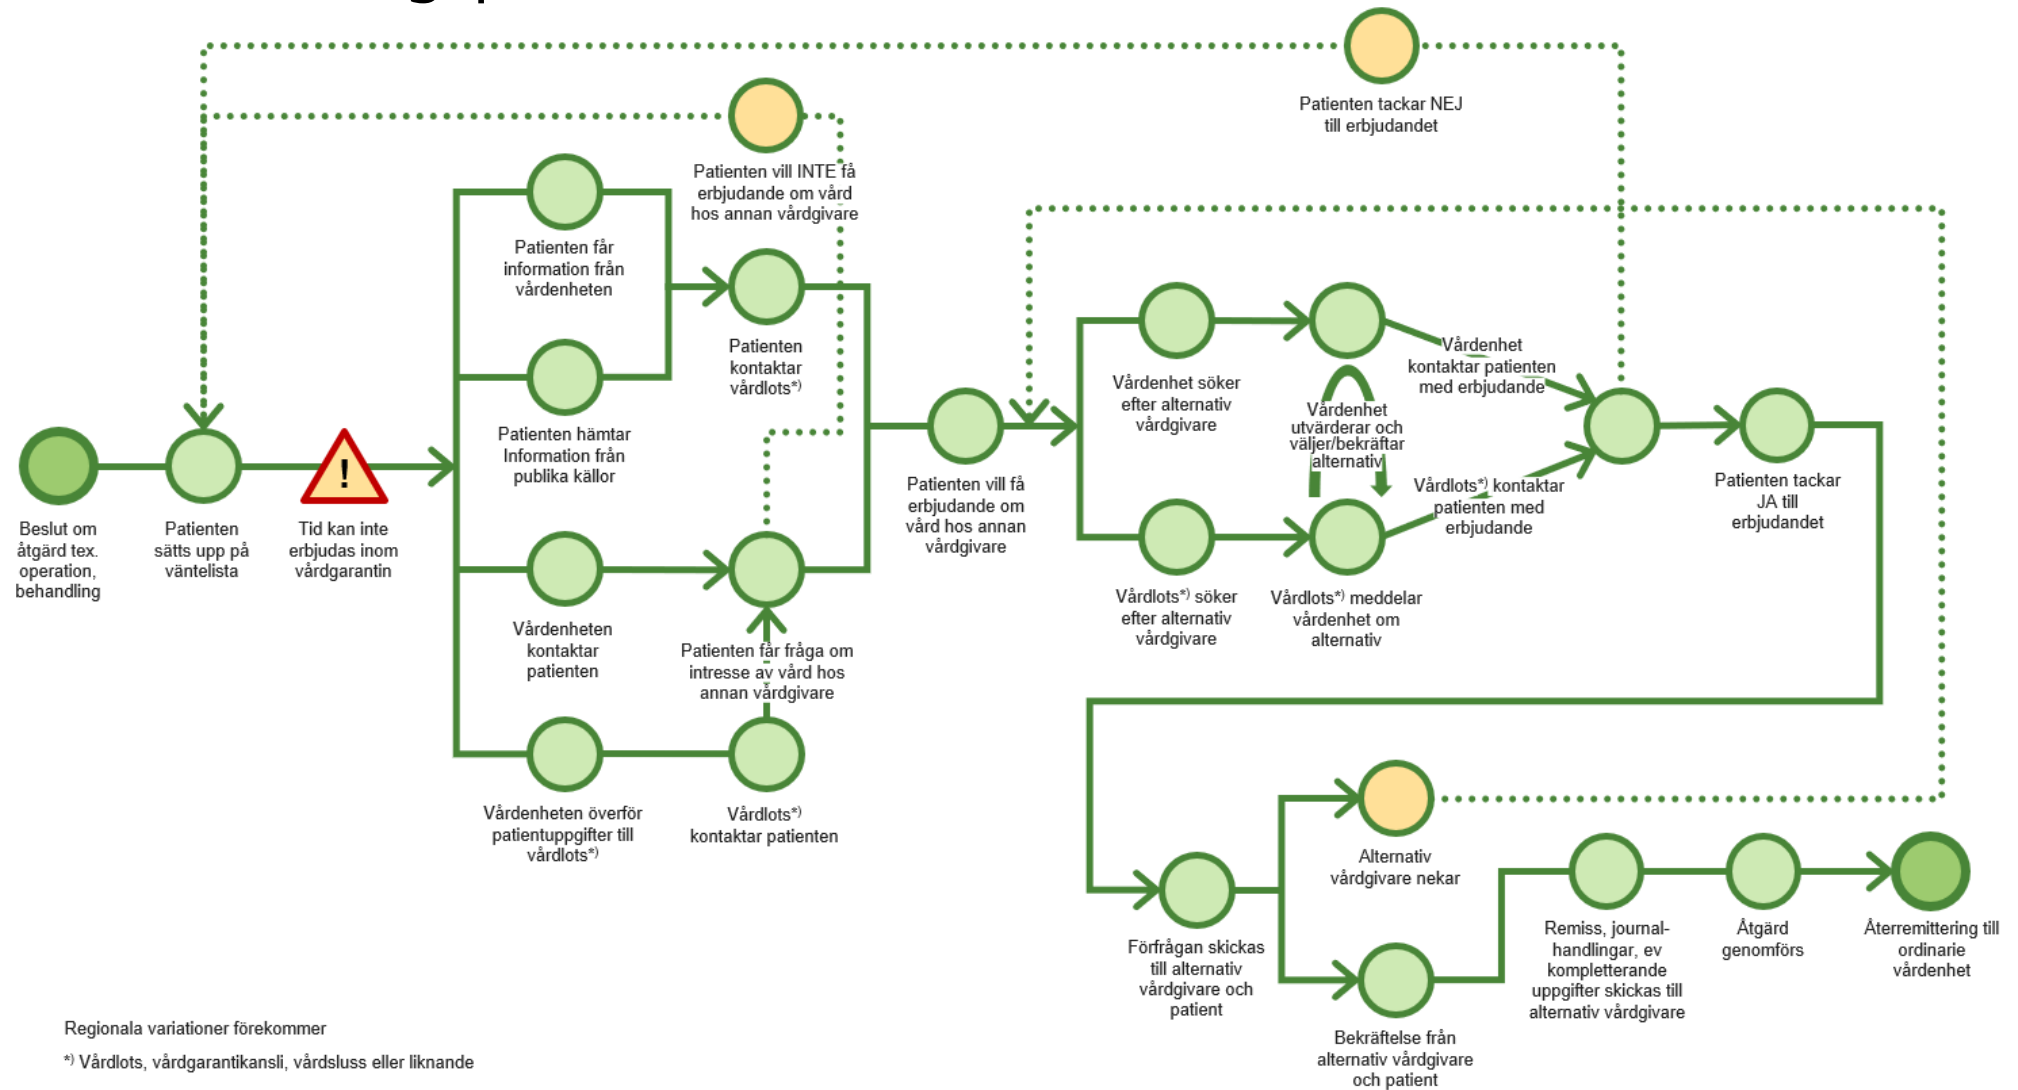 Patienten tackar NEJ
till erbjudandet
Patienten vill INTE få
erbjudande om vård
hos annan vårdgivare
Patienten får
information från
vårdenheten
Patienten
kontaktar
vårdlots*)
Patienten hämtar
Information från
publika källor
Beslut om
åtgärd tex.
operation,
behandling
Patienten
sätts upp på
väntelista
!
Tid kan inte
erbjudas inom
vårdgarantin
Vårdenheten
kontaktar
patienten
Patienten får fråga om
intresse av vård hos
annan vårdgivare
Vårdenheten överför
patientuppgifter till
vårdlots*)
Vårdlots*)
kontaktar patienten
Patienten vill få
erbjudande om
vård hos annan
vårdgivare
Vårdenhet söker
efter alternativ
vårdgivare
Vårdenhet
utvärderar och
väljer/bekräftar
alternativ
Vårdenhet
kontaktar patienten
med erbjudande
Vårdlots*) kontaktar
patienten med
erbjudande
Vårdlots*) söker
efter alternativ
vårdgivare
Vårdlots*) meddelar
vårdenhet om
alternativ
Patienten tackar
JA till
erbjudandet
Förfrågan skickas
till alternativ
vårdgivare och
patient
Alternativ
vårdgivare nekar
Bekräftelse från
alternativ vårdgivare
och patient
Remiss, journal-
handlingar, ev
kompletterande
uppgifter skickas till
alternativ vårdgivare
Åtgärd
genomförs
Återremittering till
ordinarie
vårdenhet
Regionala variationer förekommer
*) Vårdlots, vårdgarantikansli, vårdsluss eller liknande